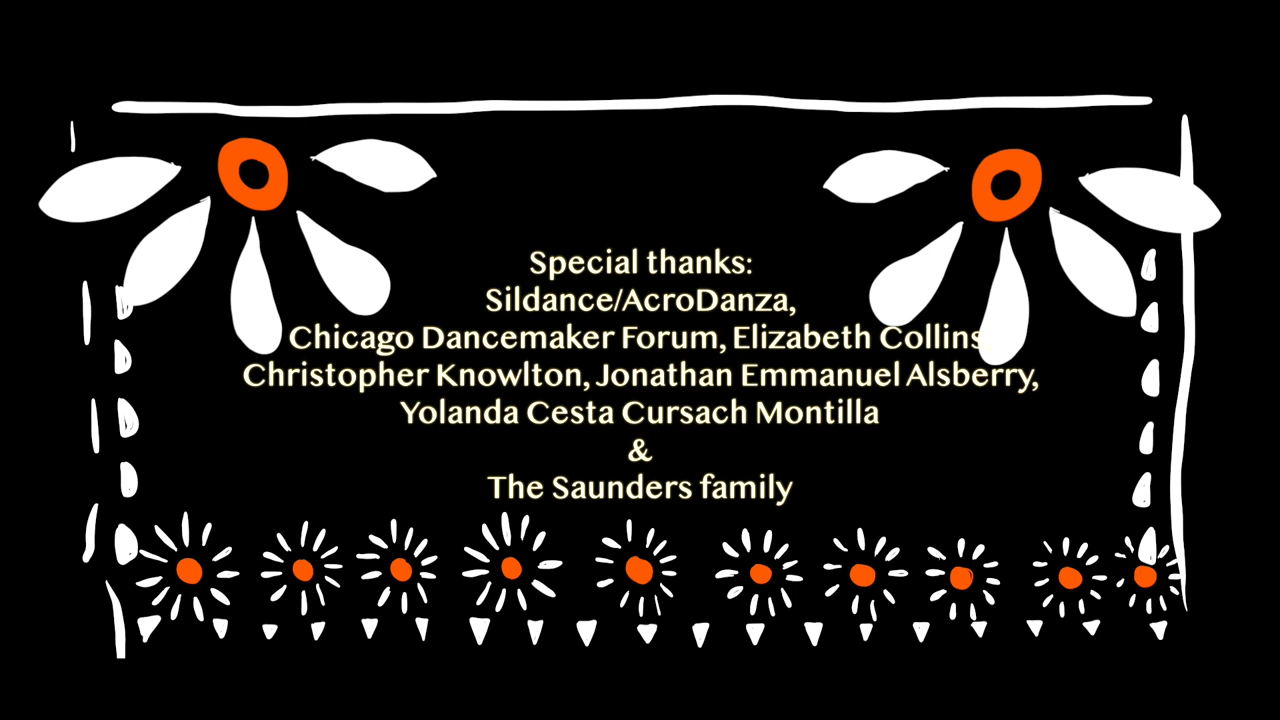 Special thanks:
Sildance/AcroDanza,
Chicago Dancemaker Forum, Elizabeth Collins
Christopher Knowlton, Jonathan Emmanuel Alsberry,
Yolanda Cesta Cursach Montilla
&
The Saunders family